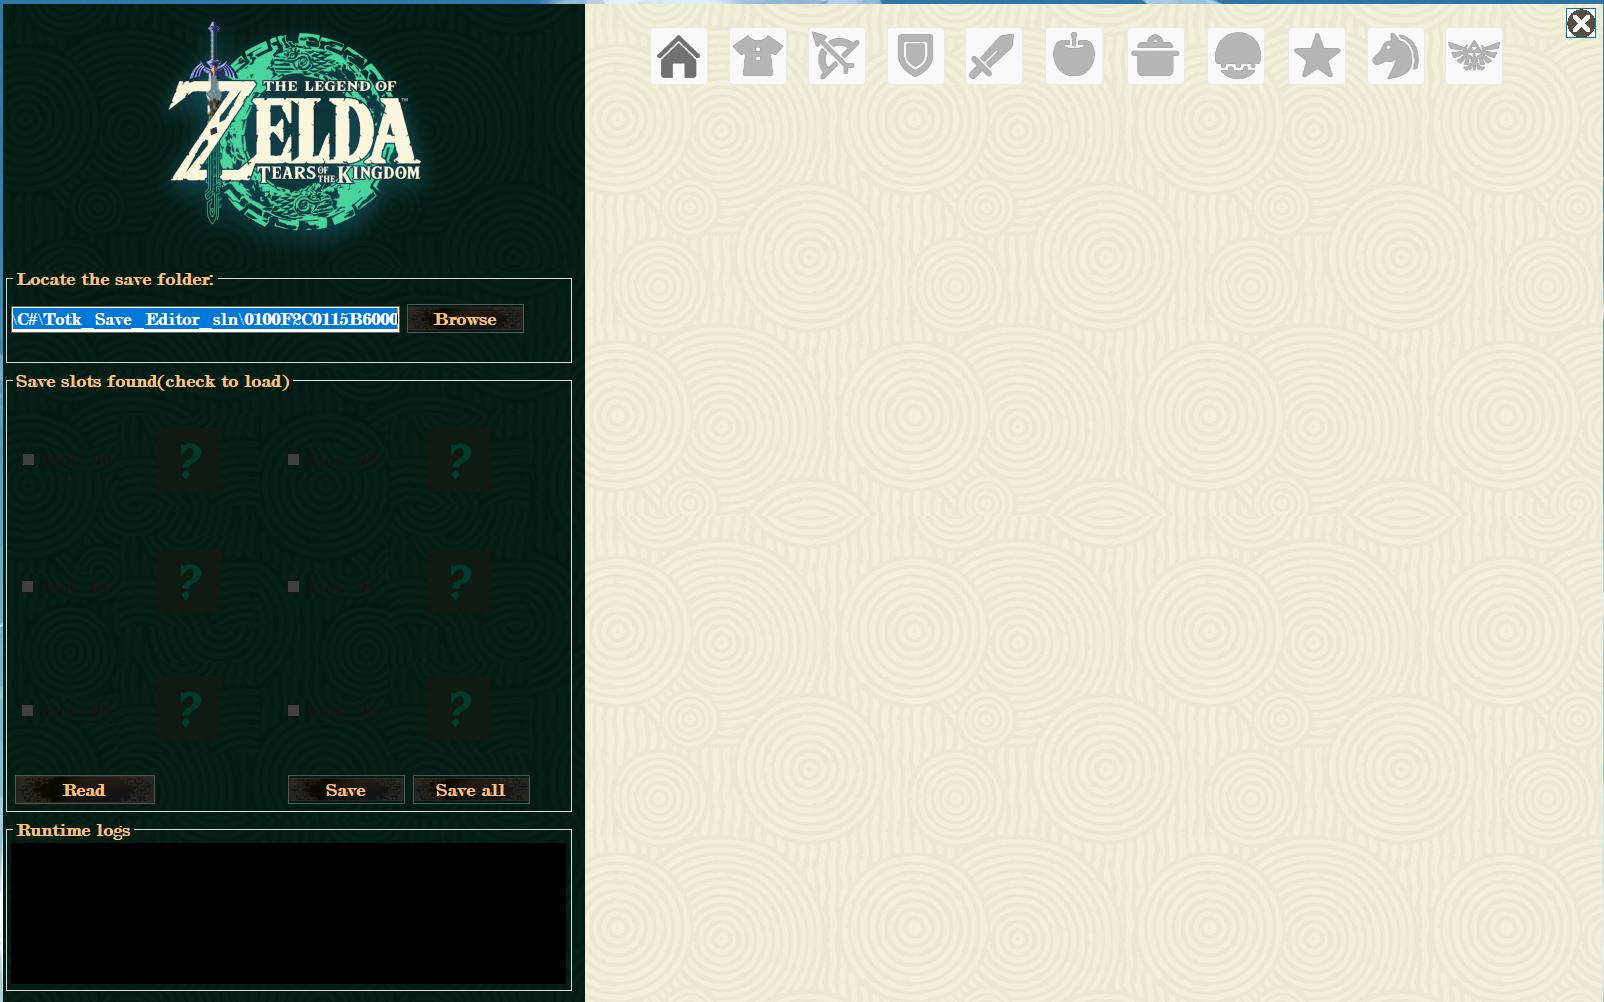 THE LEGEND OF
ZELDA™
TEARS OF THE KINGDOM
Locate the save folder:
\C#\Totk_Save_Editor_sln\0100F2C0115B6000
Browse
Save slots found(check to load)
?
?
?
?
?
?
Read
Save
Save all
Runtime logs